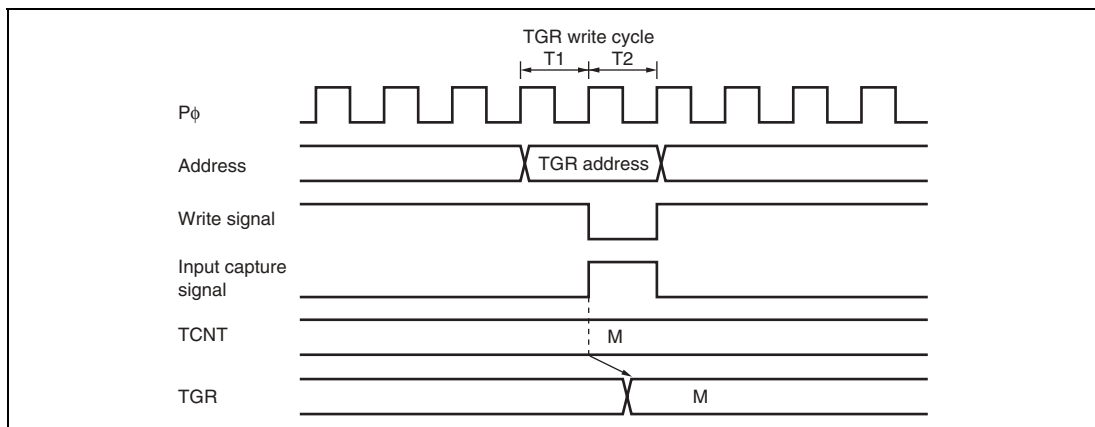 TGR write cycle
T1 T2
Pϕ
Address
TGR address
Write signal
Input capture
signal
TCNT
M
TGR
M